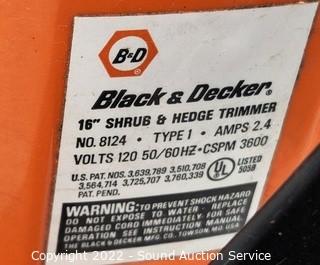 B&D
Black & Decker®
16" SHRUB & HEDGE TRIMMER
NO. 8124 • TYPE 1 • AMPS 2.4
VOLTS 120 50/60HZ • CSPM 3600
U.S. PAT. NOS. 3,639,789 3,510,708
3,564,714 3,725,707 3,760,339
PAT. PEND.
UL
LISTED
505B
WARNING: TO PREVENT SHOCK HAZARD
DO NOT EXPOSE TO WATER · REPLACE
DAMAGED CORD IMMEDIATELY. FOR SAFE
OPERATION SEE INSTRUCTION MANUAL.
THE BLACK & DECKER MFG. CO., TOWSON, MD. USA
Copyright © 2022 - Sound Auction Service